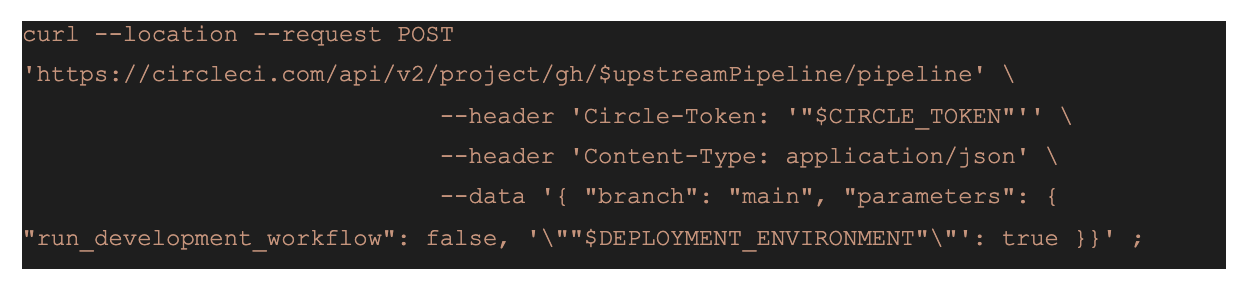 curl --location --request POST
'https://circleci.com/api/v2/project/gh/$upstreamPipeline/pipeline' \
--header 'Circle-Token: '"$CIRCLE_TOKEN"'' \
--header 'Content-Type: application/json' \
--data '{ "branch": "main", "parameters": {
"run_development_workflow": false, '\""$DEPLOYMENT_ENVIRONMENT"\"': true }}' ;